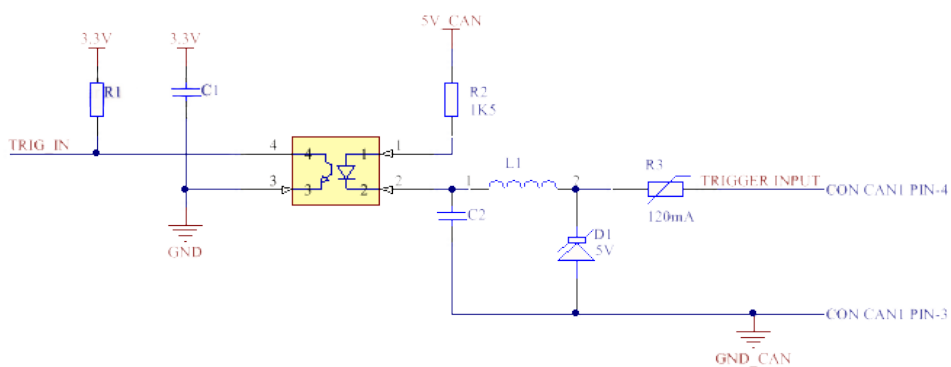 5V_CAN
3.3V
3.3V
R1
C1
R2
1K5
TRIG_IN
4
4
1
1
3
3
2
2
1
L1
2
R3
TRIGGER INPUT
CON CAN1 PIN-4
120mA
C2
D1
5V
GND
CON CAN1 PIN-3
GND_CAN